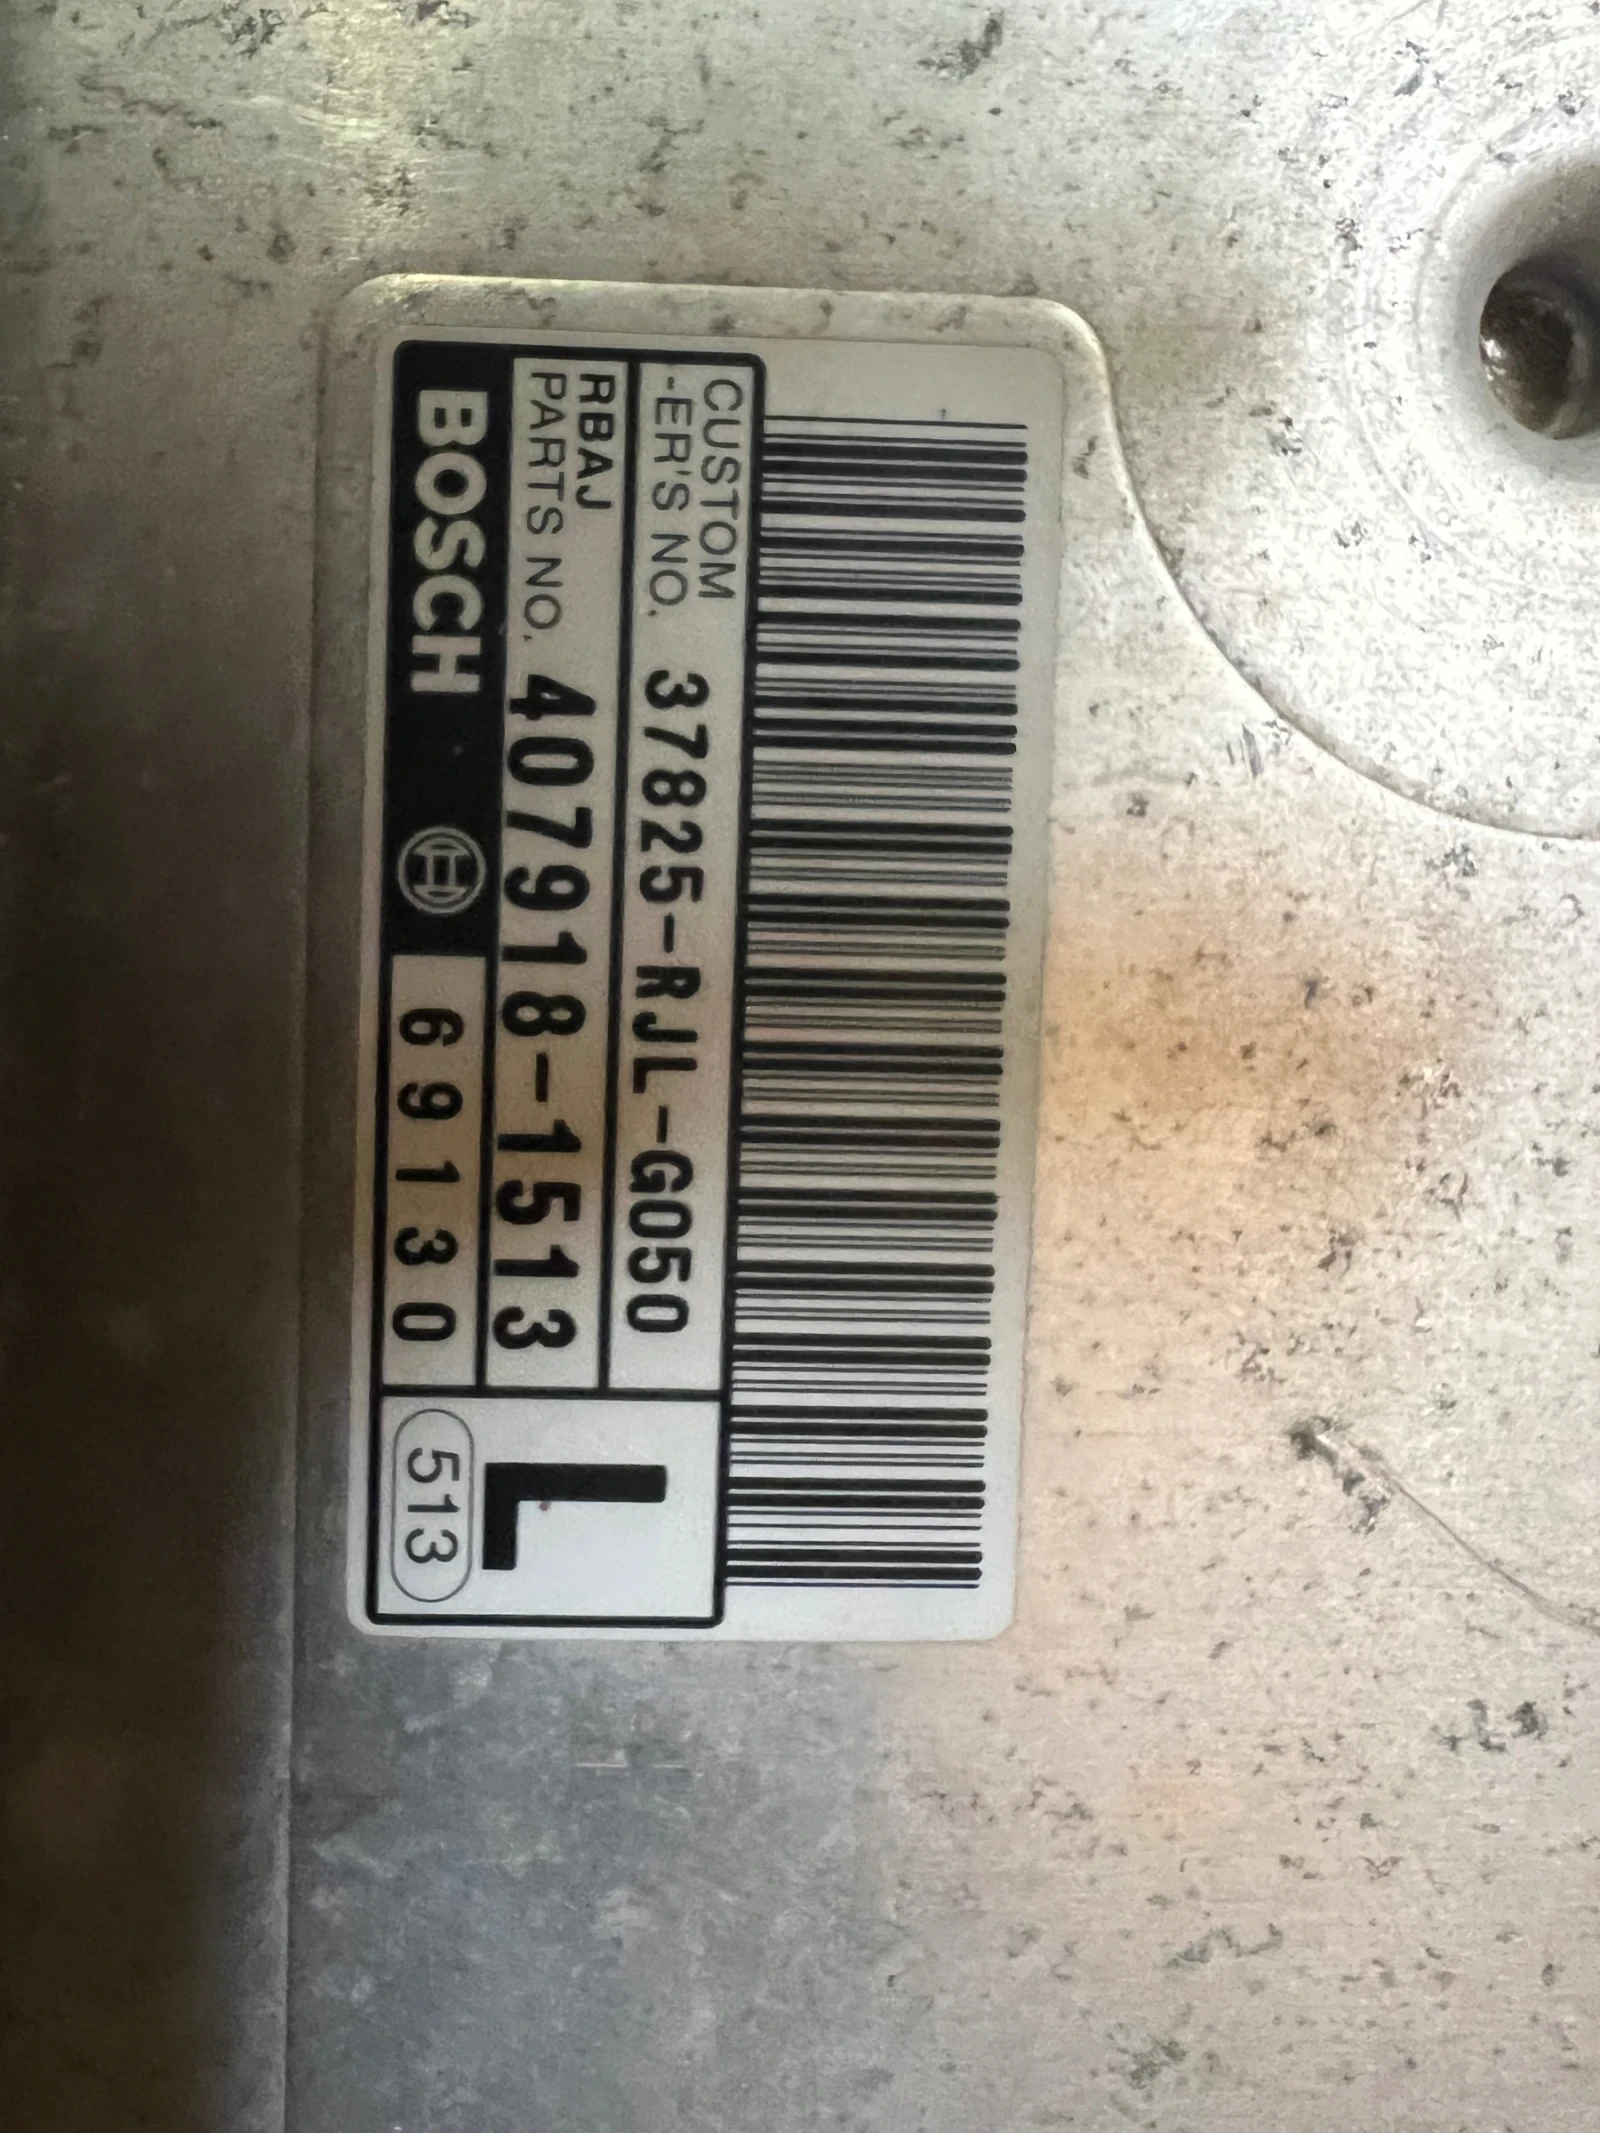 CUSTOM
-ER'S NO. 37825-RJL-G050
RBAJ
PARTS NO. 407918-1513
BOSCH 69130
L
513